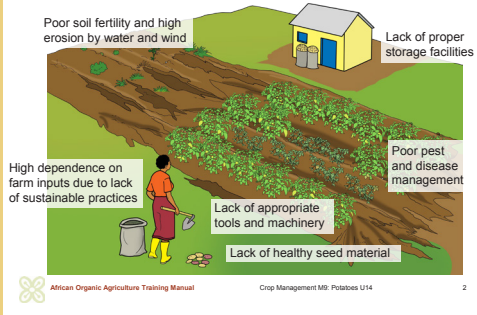 Poor soil fertility and high
erosion by water and wind
Lack of proper
storage facilities
Poor pest
and disease
management
High dependence on
farm inputs due to lack
of sustainable practices
Lack of appropriate
tools and machinery
Lack of healthy seed material
African Organic Agriculture Training Manual
Crop Management M9: Potatoes U14
2